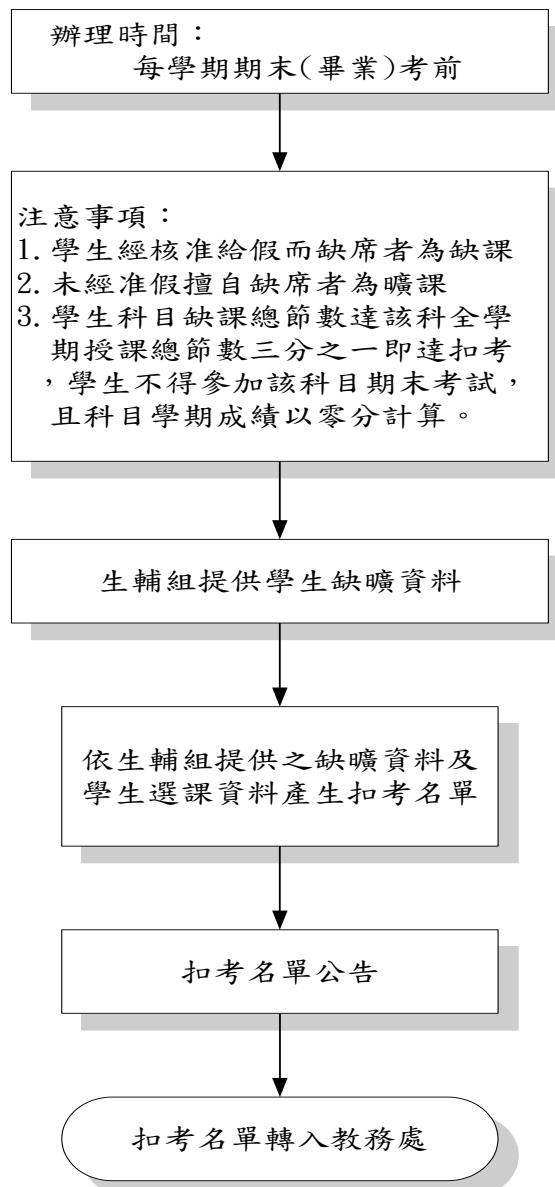 辦理時間：
每學期期末(畢業)考前
注意事項：
1. 學生經核准給假而缺席者為缺課
2. 未經准假擅自缺席者為曠課
3. 學生科目缺課總節數達該科全學
期授課總節數三分之一即達扣考
，學生不得參加該科目期末考試，
且科目學期成績以零分計算。
生輔組提供學生缺曠資料
依生輔組提供之缺曠資料及
學生選課資料產生扣考名單
扣考名單公告
扣考名單轉入教務處